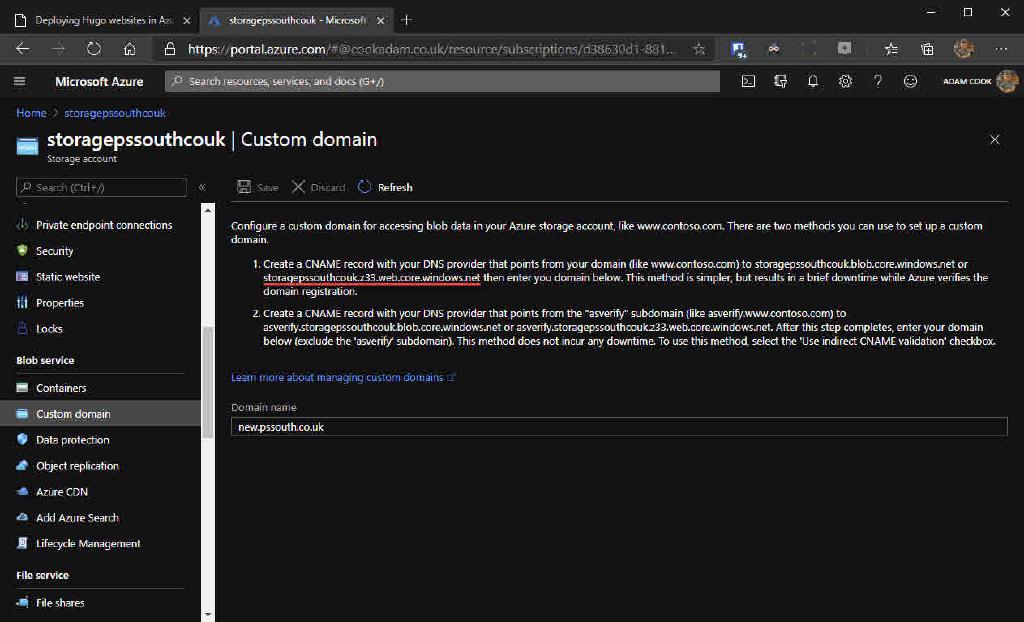 Deploying Hugo websites in Az
storagepssouthcouk - Microsoft
https://portal.azure.com/#@cookadam.co.uk/resource/subscriptions/d38630d1-881...
Microsoft Azure
Search resources, services, and docs (G+/)
ADAM COOK
Home > storagepssouthcouk
storagepssouthcouk | Custom domain
Storage account
Search (Ctrl+/)
«
Save
Discard
Refresh
Private endpoint connections
Security
Static website
Properties
Locks
Blob service
Containers
Custom domain
Data protection
Object replication
Azure CDN
Add Azure Search
Lifecycle Management
File service
File shares
Configure a custom domain for accessing blob data in your Azure storage account, like www.contoso.com. There are two methods you can use to set up a custom
domain.
1. Create a CNAME record with your DNS provider that points from your domain (like www.contoso.com) to storagepssouthcouk.blob.core.windows.net or
storagepssouthcouk.z33.web.core.windows.net then enter you domain below. This method is simpler, but results in a brief downtime while Azure verifies the
domain registration.
2. Create a CNAME record with your DNS provider that points from the "asverify" subdomain (like asverify.www.contoso.com) to
asverify.storagepssouthcouk.blob.core.windows.net or asverify.storagepssouthcouk.z33.web.core.windows.net. After this step completes, enter your domain
below (exclude the 'asverify' subdomain). This method does not incur any downtime. To use this method, select the 'Use indirect CNAME validation' checkbox.
Learn more about managing custom domains
Domain name
new.pssouth.co.uk